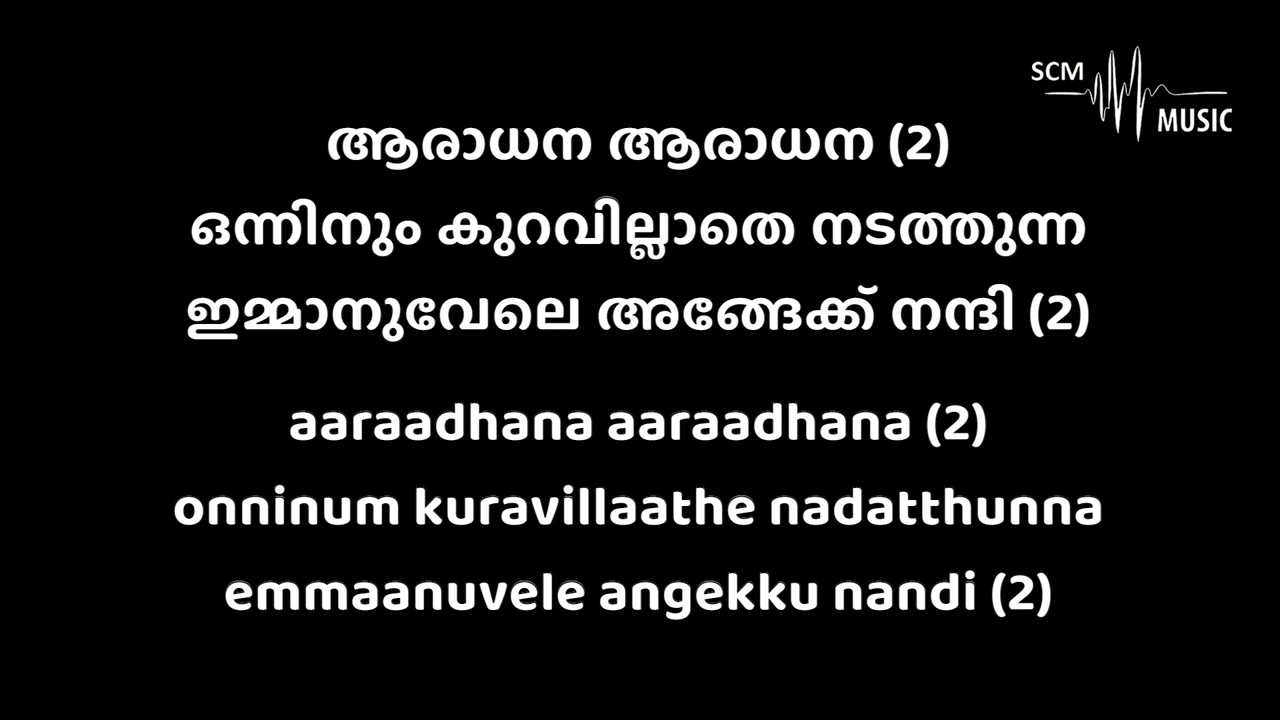 SCM
MUSIC
ആരാധന ആരാധന (2)
ഒന്നിനും കുറവില്ലാതെ നടത്തുന്ന
ഇമ്മാനുവേലെ അങ്ങേക്ക് നന്ദി (2)
aaraadhana aaraadhana (2)
onninum kuravillaathe nadatthunna
emmaanuvele angekku nandi (2)